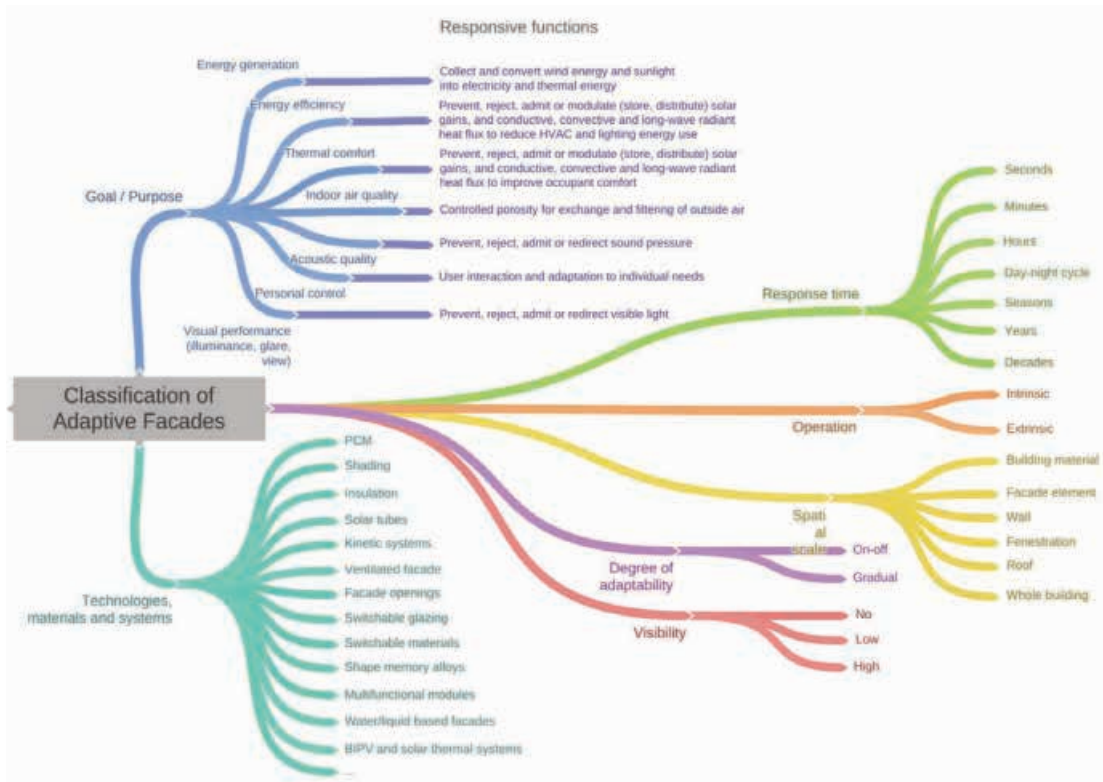 Responsive functions
Energy generation
Collect and convert wind energy and sunlight
into electricity and thermal energy
Energy efficiency
Prevent, reject, admit or modulate (store, distribute) solar
gains, and conductive, convective and long-wave radiant
heat flux to reduce HVAC and lighting energy use
Thermal comfort
Prevent, reject, admit or modulate (store, distribute) solar
gains, and conductive, convective and long-wave radiant
heat flux to improve occupant comfort
Indoor air quality
Controlled porosity for exchange and filtering of outside air
Goal / Purpose
Prevent, reject, admit or redirect sound pressure
Acoustic quality
User interaction and adaptation to individual needs
Personal control
Prevent, reject, admit or redirect visible light
Visual performance
(illuminance, glare,
view)
Classification of
Adaptive Facades
Response time
Seconds
Minutes
Hours
Day-night cycle
Seasons
Years
Decades
Operation
Intrinsic
Extrinsic
Spati
al
scale
Building material
Facade element
Wall
Fenestration
Roof
Whole building
Degree of
adaptability
On-off
Gradual
Visibility
No
Low
High
Technologies,
materials and systems
PCM
Shading
Insulation
Solar tubes
Kinetic systems
Ventilated facade
Facade openings
Switchable glazing
Switchable materials
Shape memory alloys
Multifunctional modules
Water/liquid based facades
BIPV and solar thermal systems
...